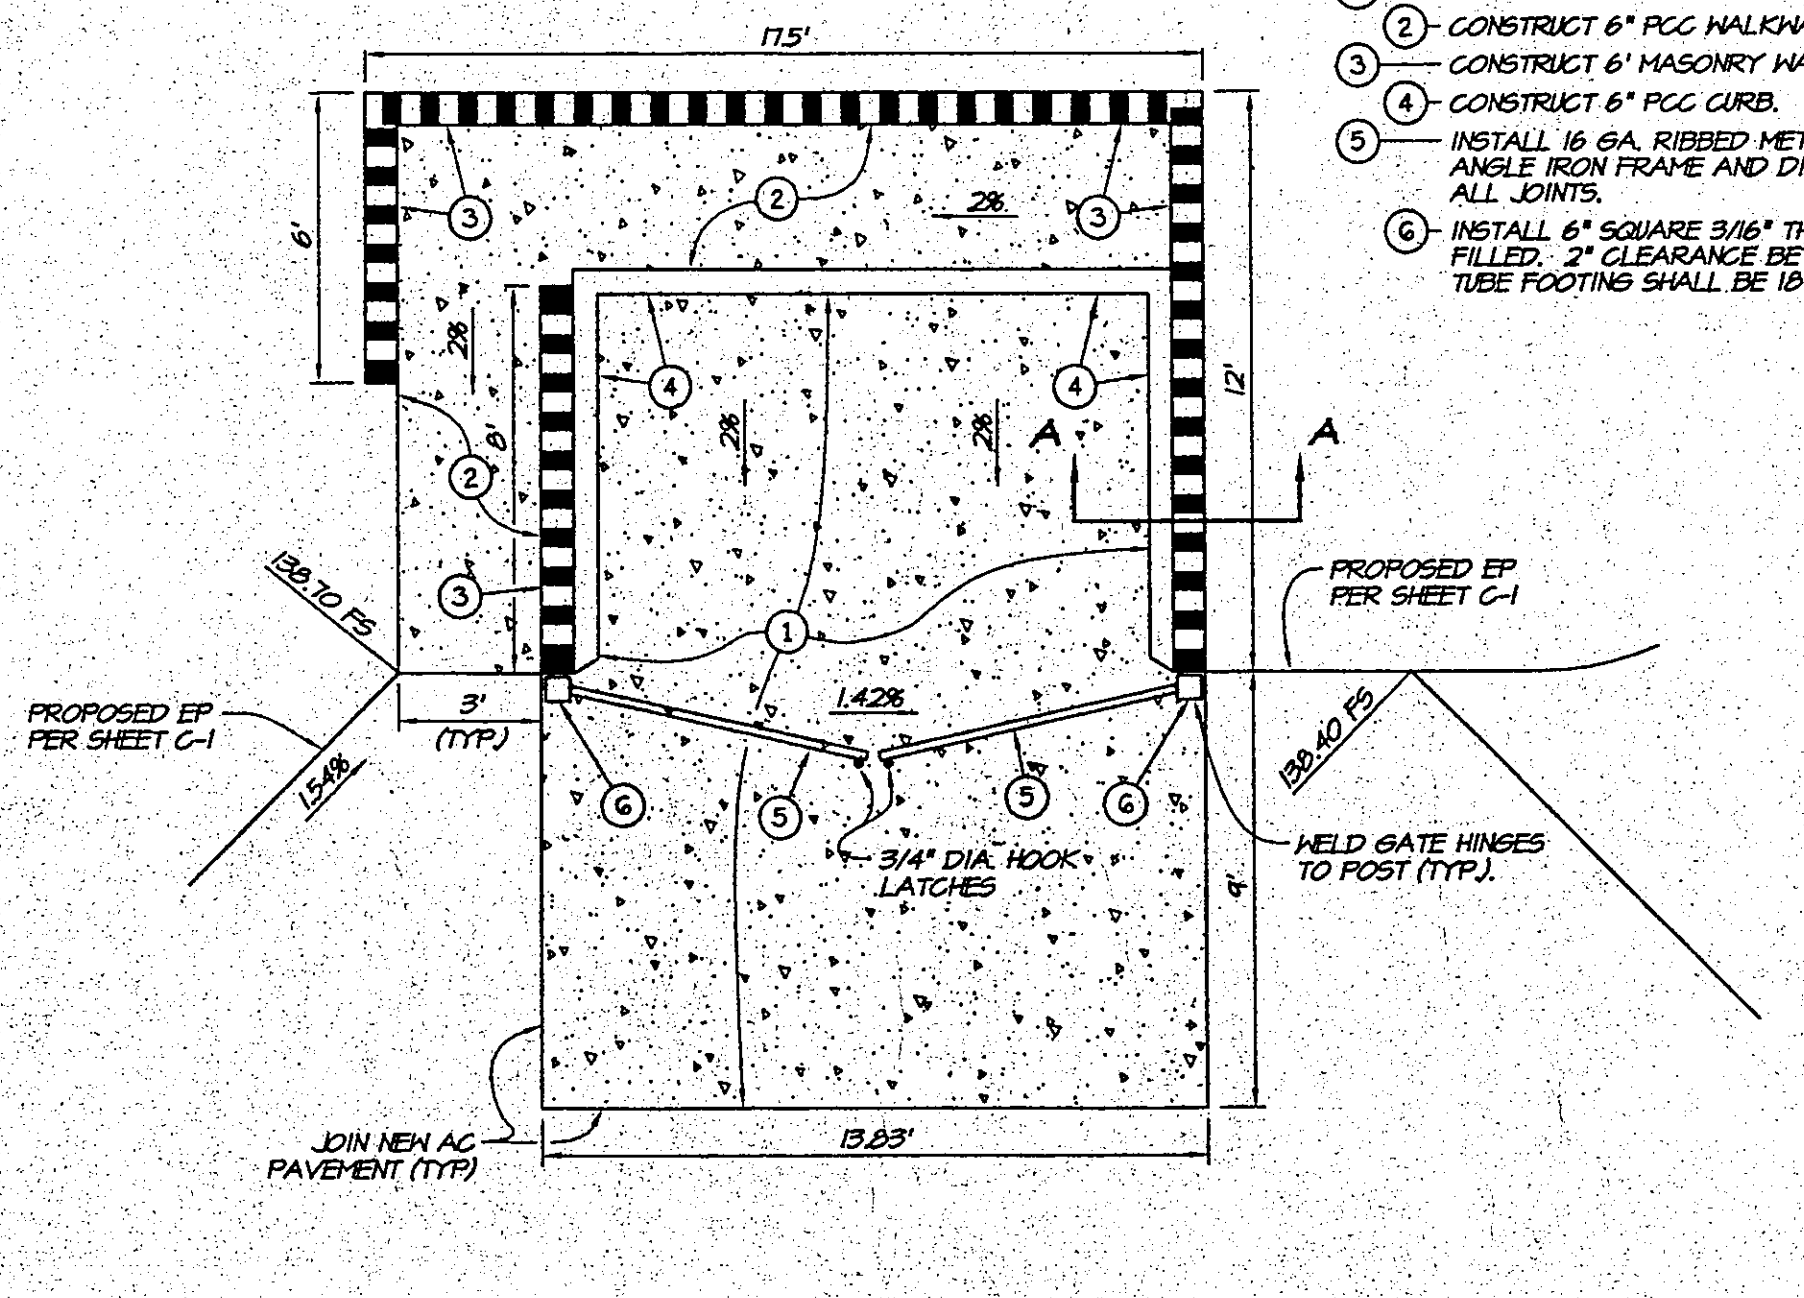 17.5'
2 CONSTRUCT 6" PCC
3 CONSTRUCT 6' MASONRY
4 CONSTRUCT 6" PCC CURB.
5 INSTALL 16 GA. RIBBED
ANGLE IRON FRAME AND
ALL JOINTS.
6 INSTALL 6" SQUARE 3/16"
FILLED. 2" CLEARANCE
TUBE FOOTING SHALL BE 18
6'
3
2
2%
3
12'
2%
8'
4
4
2%
2%
A
A
2
138.70 FS
3
1
PROPOSED EP
PER SHEET C-1
PROPOSED EP
PER SHEET C-1
3'
(TYP.)
1.42%
1.54%
138.40 FS
6
5
5
6
3/4" DIA. HOOK
LATCHES
WELD GATE HINGES
TO POST (TYP.).
9'
JOIN NEW AC
PAVEMENT (TYP)
13.83'